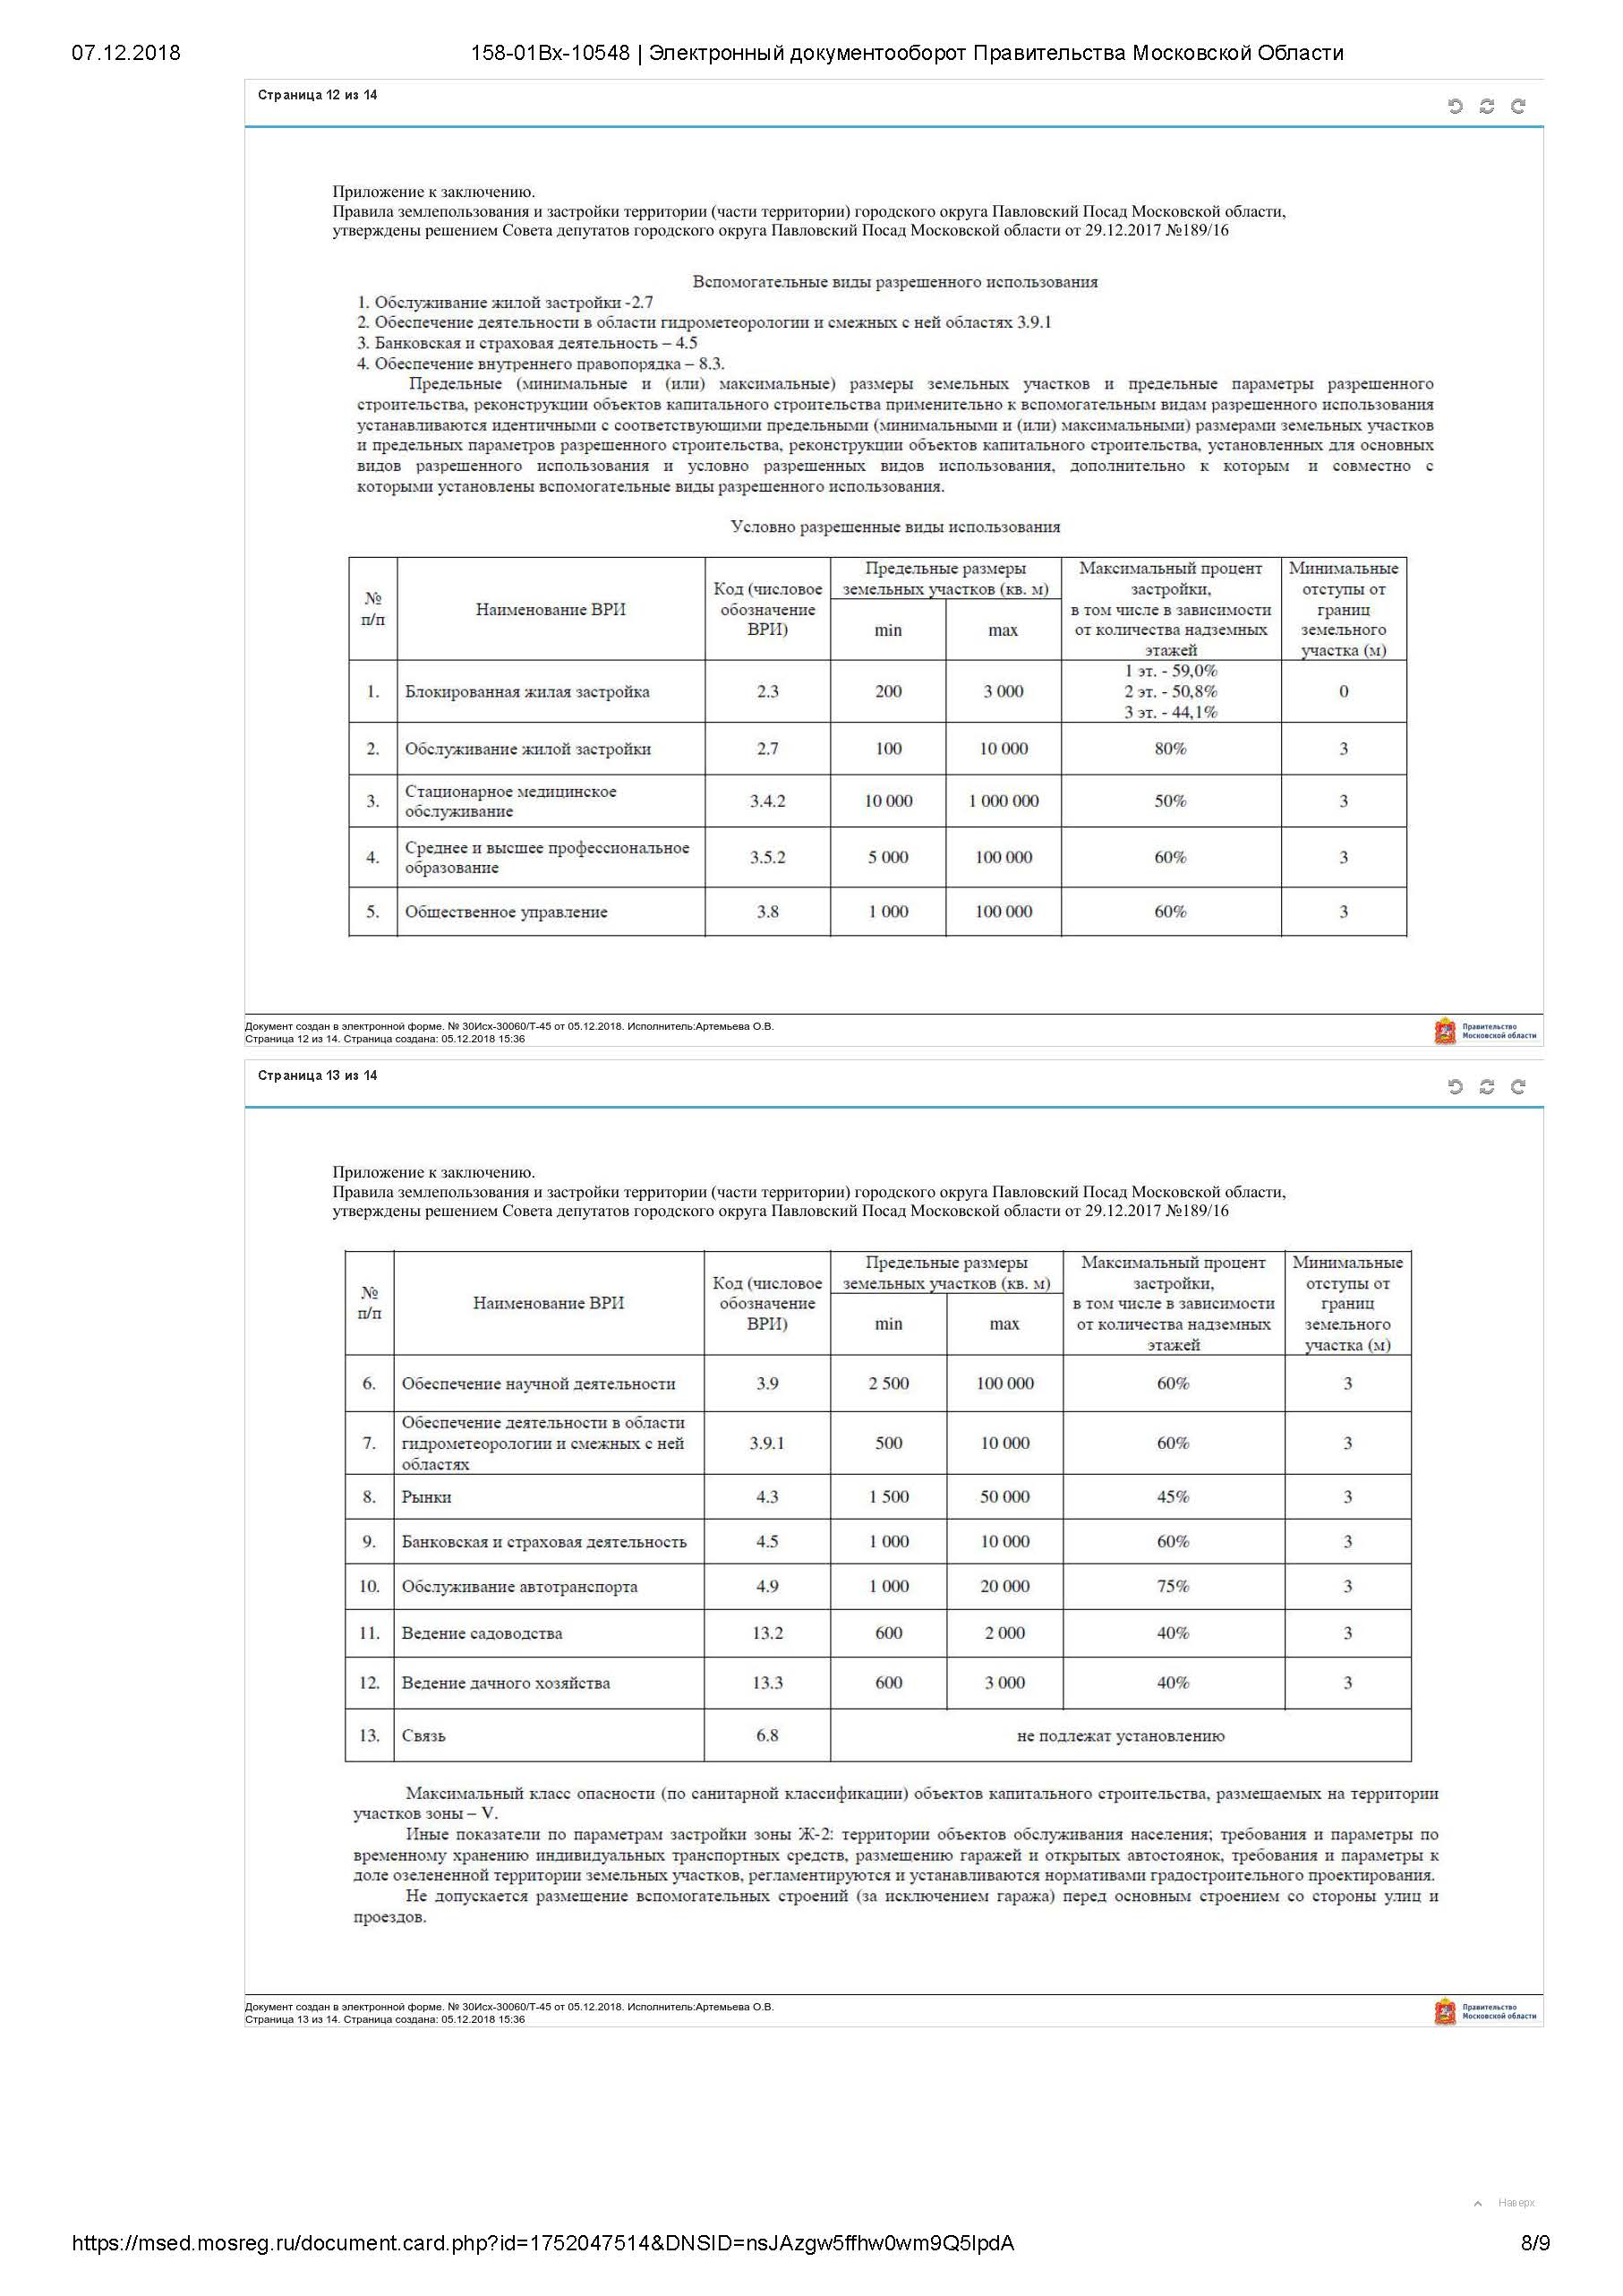 07.12.2018
158-01Вх-10548 | Электронный документооборот Правительства Московской Области
Страница 12 из 14
Приложение к заключению.
Правила землепользования и застройки территории (части территории) городского округа Павловский Посад Московской области,
утверждены решением Совета депутатов городского округа Павловский Посад Московской области от 29.12.2017 №189/16
Вспомогательные виды разрешенного использования
1. Обслуживание жилой застройки -2.7
2. Обеспечение деятельности в области гидрометеорологии и смежных с ней областях 3.9.1
3. Банковская и страховая деятельность – 4.5
4. Обеспечение внутреннего правопорядка – 8.3.
Предельные (минимальные и (или) максимальные) размеры земельных участков и предельные параметры разрешенного
строительства, реконструкции объектов капитального строительства применительно к вспомогательным видам разрешенного использования
устанавливаются идентичными с соответствующими предельными (минимальными и (или) максимальными) размерами земельных участков
и предельных параметров разрешенного строительства, реконструкции объектов капитального строительства, установленных для основных
видов разрешенного использования и условно разрешенных видов использования, дополнительно к которым и совместно с
которыми установлены вспомогательные виды разрешенного использования.
Условно разрешенные виды использования
№ п/п
Наименование ВРИ
Код (числовое обозначение ВРИ)
Предельные размеры земельных участков (кв. м)
min
max
Максимальный процент застройки, в том числе в зависимости от количества надземных этажей
Минимальные отступы от границ земельного участка (м)
1. Блокированная жилая застройка 2.3 200 3 000 1 эт. - 59,0% 2 эт. - 50,8% 3 эт. - 44,1% 0
2. Обслуживание жилой застройки 2.7 100 10 000 80% 3
3. Стационарное медицинское обслуживание 3.4.2 10 000 1 000 000 50% 3
4. Среднее и высшее профессиональное образование 3.5.2 5 000 100 000 60% 3
5. Общественное управление 3.8 1 000 100 000 60% 3
Документ создан в электронной форме. № 30Исх-30060/Т-45 от 05.12.2018. Исполнитель:Артемьева О.В.
Страница 12 из 14. Страница создана: 05.12.2018 15:36
Правительство
Московской области
Страница 13 из 14
Приложение к заключению.
Правила землепользования и застройки территории (части территории) городского округа Павловский Посад Московской области,
утверждены решением Совета депутатов городского округа Павловский Посад Московской области от 29.12.2017 №189/16
№ п/п
Наименование ВРИ
Код (числовое обозначение ВРИ)
Предельные размеры земельных участков (кв. м)
min
max
Максимальный процент застройки, в том числе в зависимости от количества надземных этажей
Минимальные отступы от границ земельного участка (м)
6. Обеспечение научной деятельности 3.9 2 500 100 000 60% 3
7. Обеспечение деятельности в области гидрометеорологии и смежных с ней областях 3.9.1 500 10 000 60% 3
8. Рынки 4.3 1 500 50 000 45% 3
9. Банковская и страховая деятельность 4.5 1 000 10 000 60% 3
10. Обслуживание автотранспорта 4.9 1 000 20 000 75% 3
11. Ведение садоводства 13.2 600 2 000 40% 3
12. Ведение дачного хозяйства 13.3 600 3 000 40% 3
13. Связь 6.8 не подлежат установлению
Максимальный класс опасности (по санитарной классификации) объектов капитального строительства, размещаемых на территории
участков зоны – V.
Иные показатели по параметрам застройки зоны Ж-2: территории объектов обслуживания населения; требования и параметры по
временному хранению индивидуальных транспортных средств, размещению гаражей и открытых автостоянок, требования и параметры к
доле озелененной территории земельных участков, регламентируются и устанавливаются нормативами градостроительного проектирования.
Не допускается размещение вспомогательных строений (за исключением гаража) перед основным строением со стороны улиц и
проездов.
Документ создан в электронной форме. № 30Исх-30060/Т-45 от 05.12.2018. Исполнитель:Артемьева О.В.
Страница 13 из 14. Страница создана: 05.12.2018 15:36
Правительство
Московской области
Наверх
https://msed.mosreg.ru/document.card.php?id=1752047514&DNSID=nsJAzgw5ffhw0wm9Q5lpdA
8/9